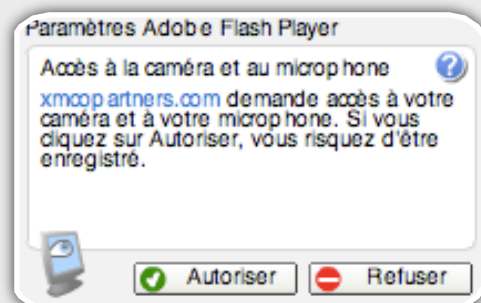 Paramètres Adobe Flash Player
Accès à la caméra et au microphone
xmcopartners.com demande accès à votre
caméra et à votre microphone. Si vous
cliquez sur Autoriser, vous risquez d'être
enregistré.
Autoriser
Refuser